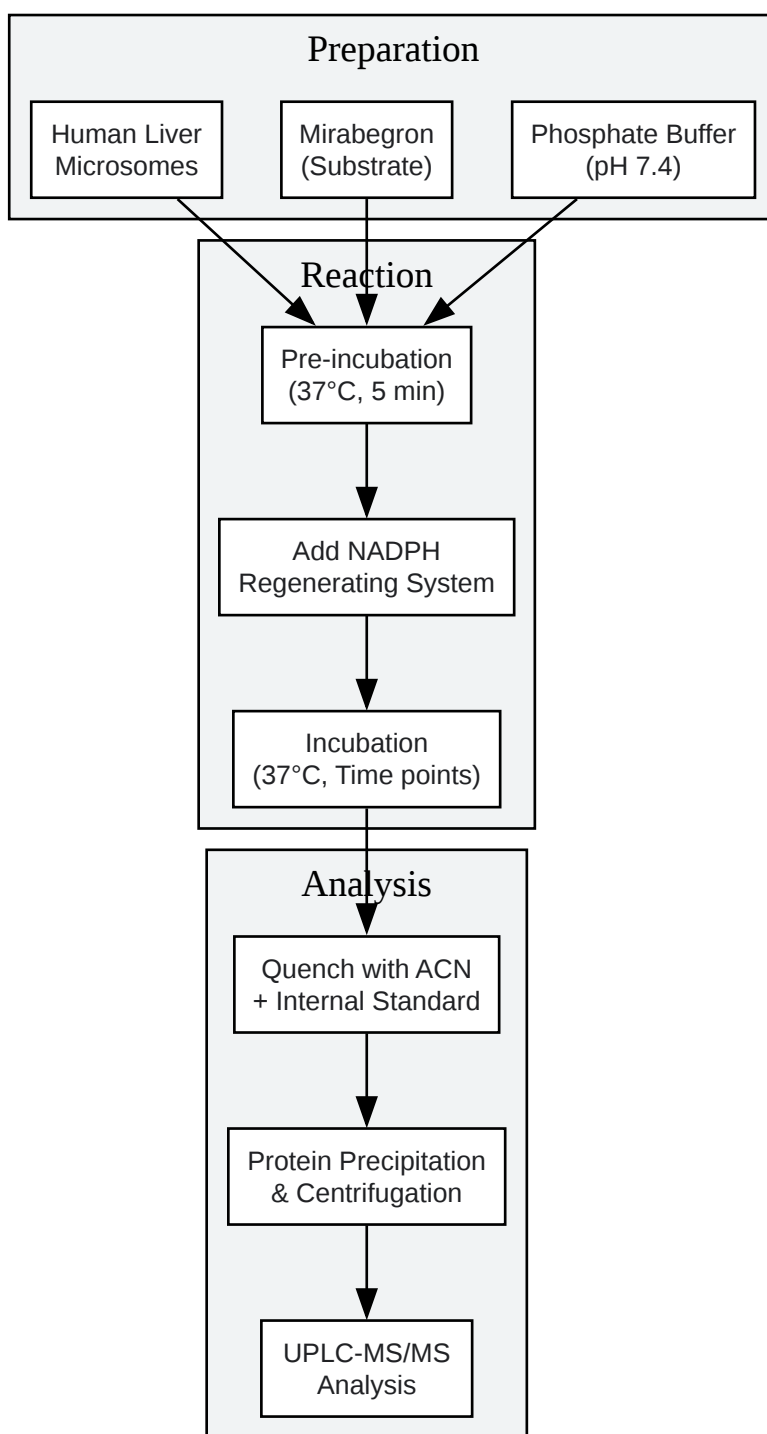 Preparation
Human Liver
Microsomes
Mirabegron
(Substrate)
Phosphate Buffer
(pH 7.4)
Reaction
Pre-incubation
(37°C, 5 min)
Add NADPH
Regenerating System
Incubation
(37°C, Time points)
Analysis
Quench with ACN
+ Internal Standard
Protein Precipitation
& Centrifugation
UPLC-MS/MS
Analysis